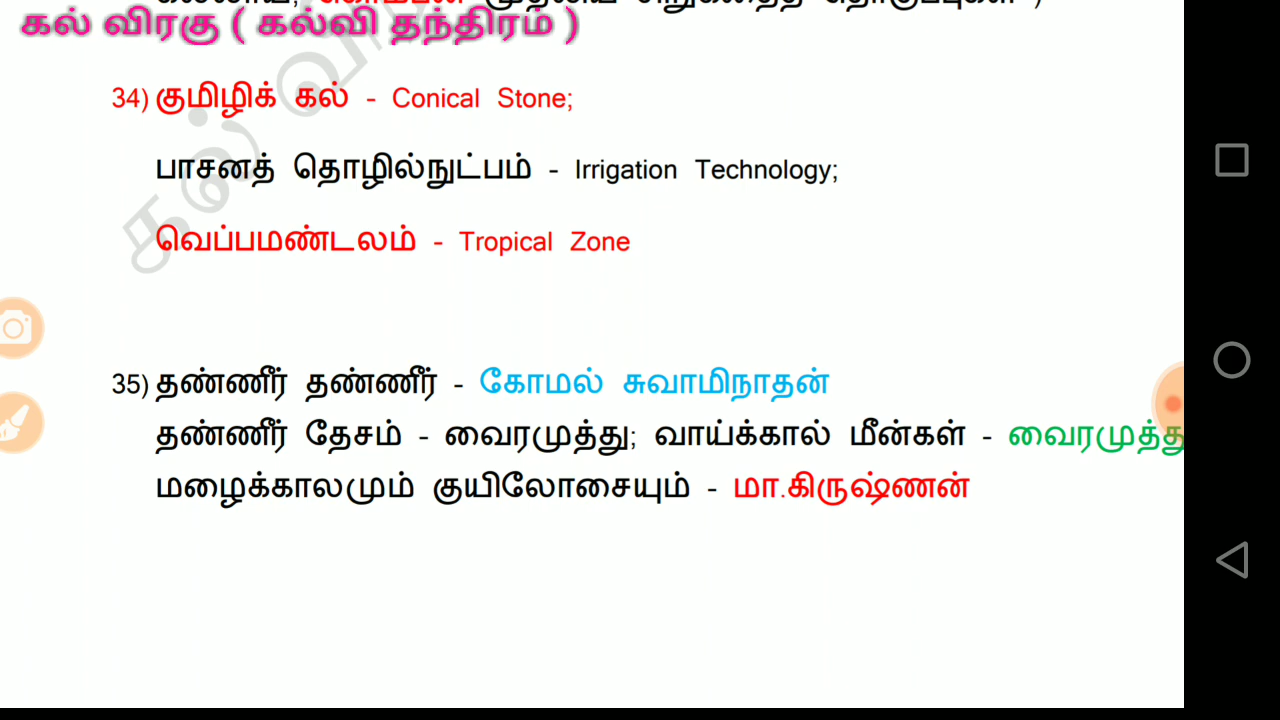 கல் விரகு ( கல்வி தந்திரம் )
34) குமிழிக் கல் - Conical Stone;
பாசனத் தொழில்நுட்பம் - Irrigation Technology;
வெப்பமண்டலம் - Tropical Zone
35) தண்ணீர் தண்ணீர் - கோமல் சுவாமிநாதன்
தண்ணீர் தேசம் - வைரமுத்து; வாய்க்கால் மீன்கள் - வைரமுத்து
மழைக்காலமும் குயிலோசையும் - மா.கிருஷ்ணன்